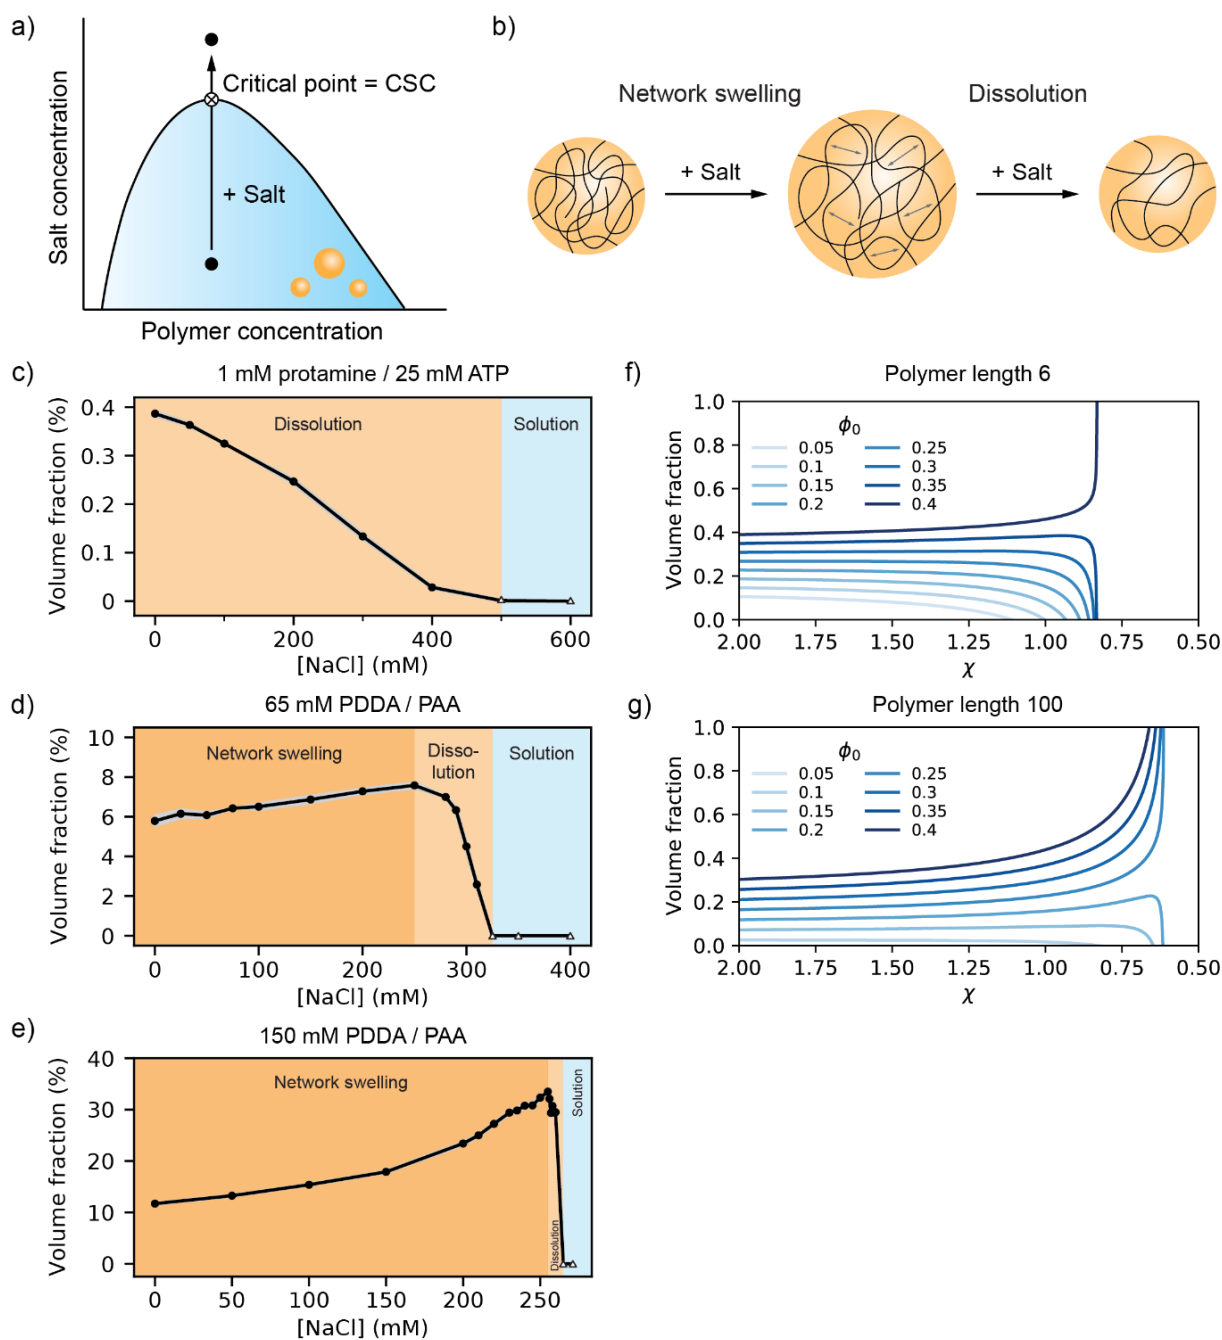 a)
Salt concentration
Critical point = CSC
+ Salt
Polymer concentration
b)
Network swelling
Dissolution
+ Salt
+ Salt
c)
1 mM protamine / 25 mM ATP
Volume fraction (%)
0.4
0.3
0.2
0.1
0
Dissolution
Solution
0 200 400 600
[NaCl] (mM)
d)
65 mM PDDA / PAA
Volume fraction (%)
10
8
6
4
2
0
Network swelling
Disso-
lution
Solution
0 100 200 300 400
[NaCl] (mM)
e)
150 mM PDDA / PAA
Volume fraction (%)
40
30
20
10
0
Network swelling
Dissolution
Solution
0 50 100 150 200 250
[NaCl] (mM)
f)
Polymer length 6
Volume fraction
1.0
0.8
0.6
0.4
0.2
0.0
ϕ0
0.05 0.25
0.1 0.3
0.15 0.35
0.2 0.4
2.00 1.75 1.50 1.25 1.00 0.75 0.50
χ
g)
Polymer length 100
Volume fraction
1.0
0.8
0.6
0.4
0.2
0.0
ϕ0
0.05 0.25
0.1 0.3
0.15 0.35
0.2 0.4
2.00 1.75 1.50 1.25 1.00 0.75 0.50
χ